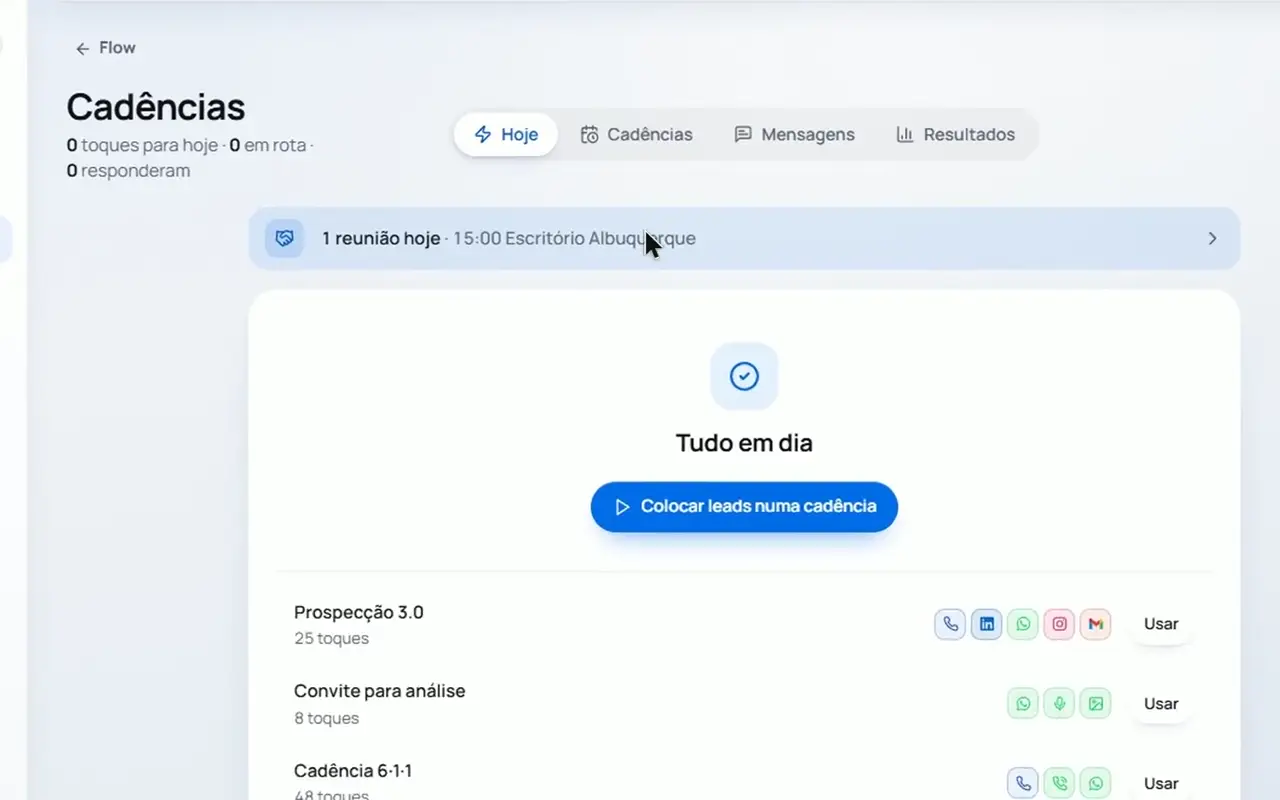 Flow
Cadências
0 toques para hoje · 0 em rota ·
0 responderam
Hoje
Cadências
Mensagens
Resultados
1 reunião hoje · 15:00 Escritório Albuquerque
Tudo em dia
Colocar leads numa cadência
Prospecção 3.0
25 toques
Usar
Convite para análise
8 toques
Usar
Cadência 6·1·1
48 toques
Usar